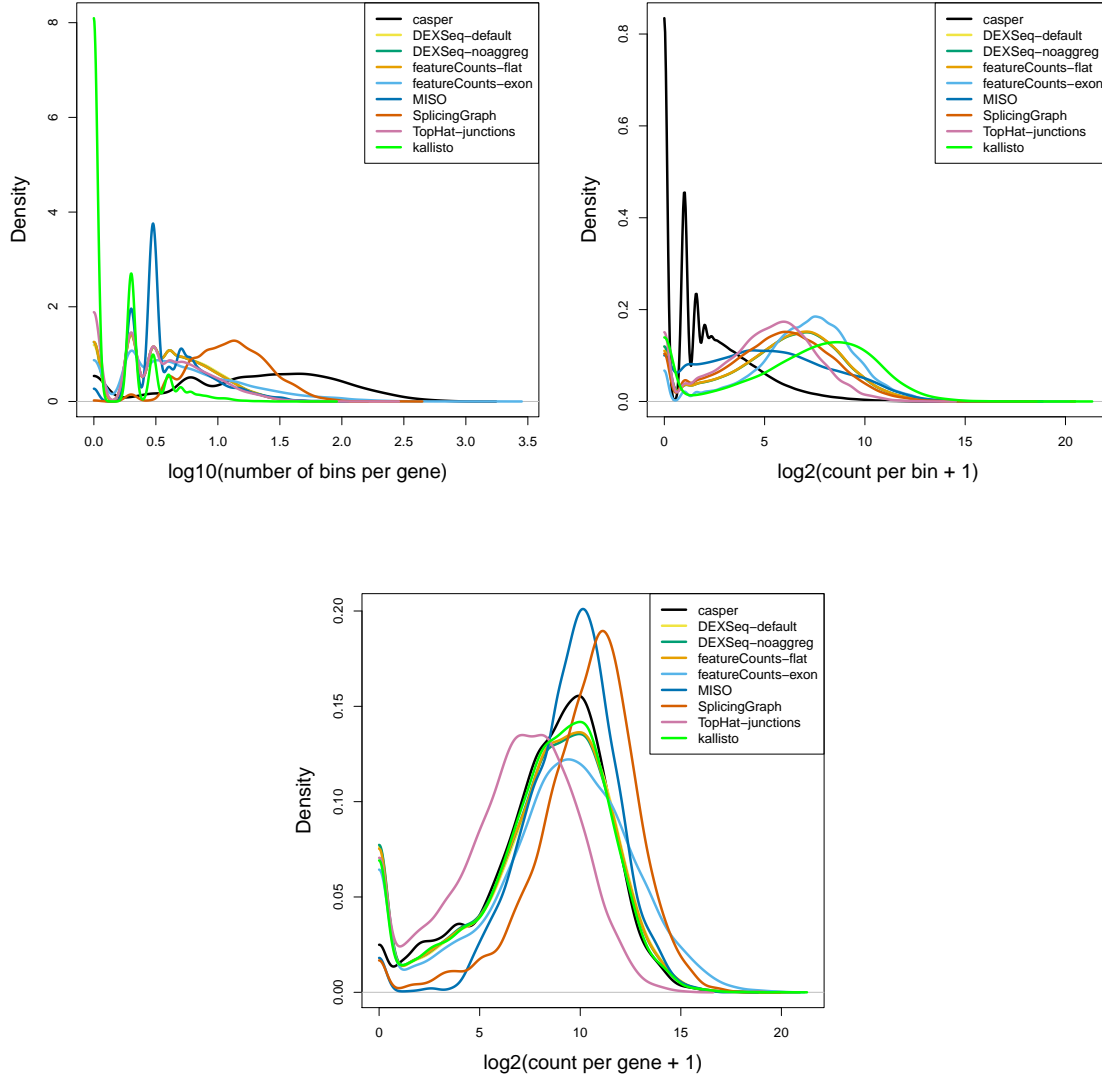 casper
DEXSeq−default
DEXSeq−noaggreg
featureCounts−flat
featureCounts−exon
MISO
SplicingGraph
TopHat−junctions
kallisto
Density
8
6
4
2
0
0.0 0.5 1.0 1.5 2.0 2.5 3.0 3.5
log10(number of bins per gene)
casper
DEXSeq−default
DEXSeq−noaggreg
featureCounts−flat
featureCounts−exon
MISO
SplicingGraph
TopHat−junctions
kallisto
Density
0.8
0.6
0.4
0.2
0.0
0 5 10 15 20
log2(count per bin + 1)
casper
DEXSeq−default
DEXSeq−noaggreg
featureCounts−flat
featureCounts−exon
MISO
SplicingGraph
TopHat−junctions
kallisto
Density
0.20
0.15
0.10
0.05
0.00
0 5 10 15 20
log2(count per gene + 1)